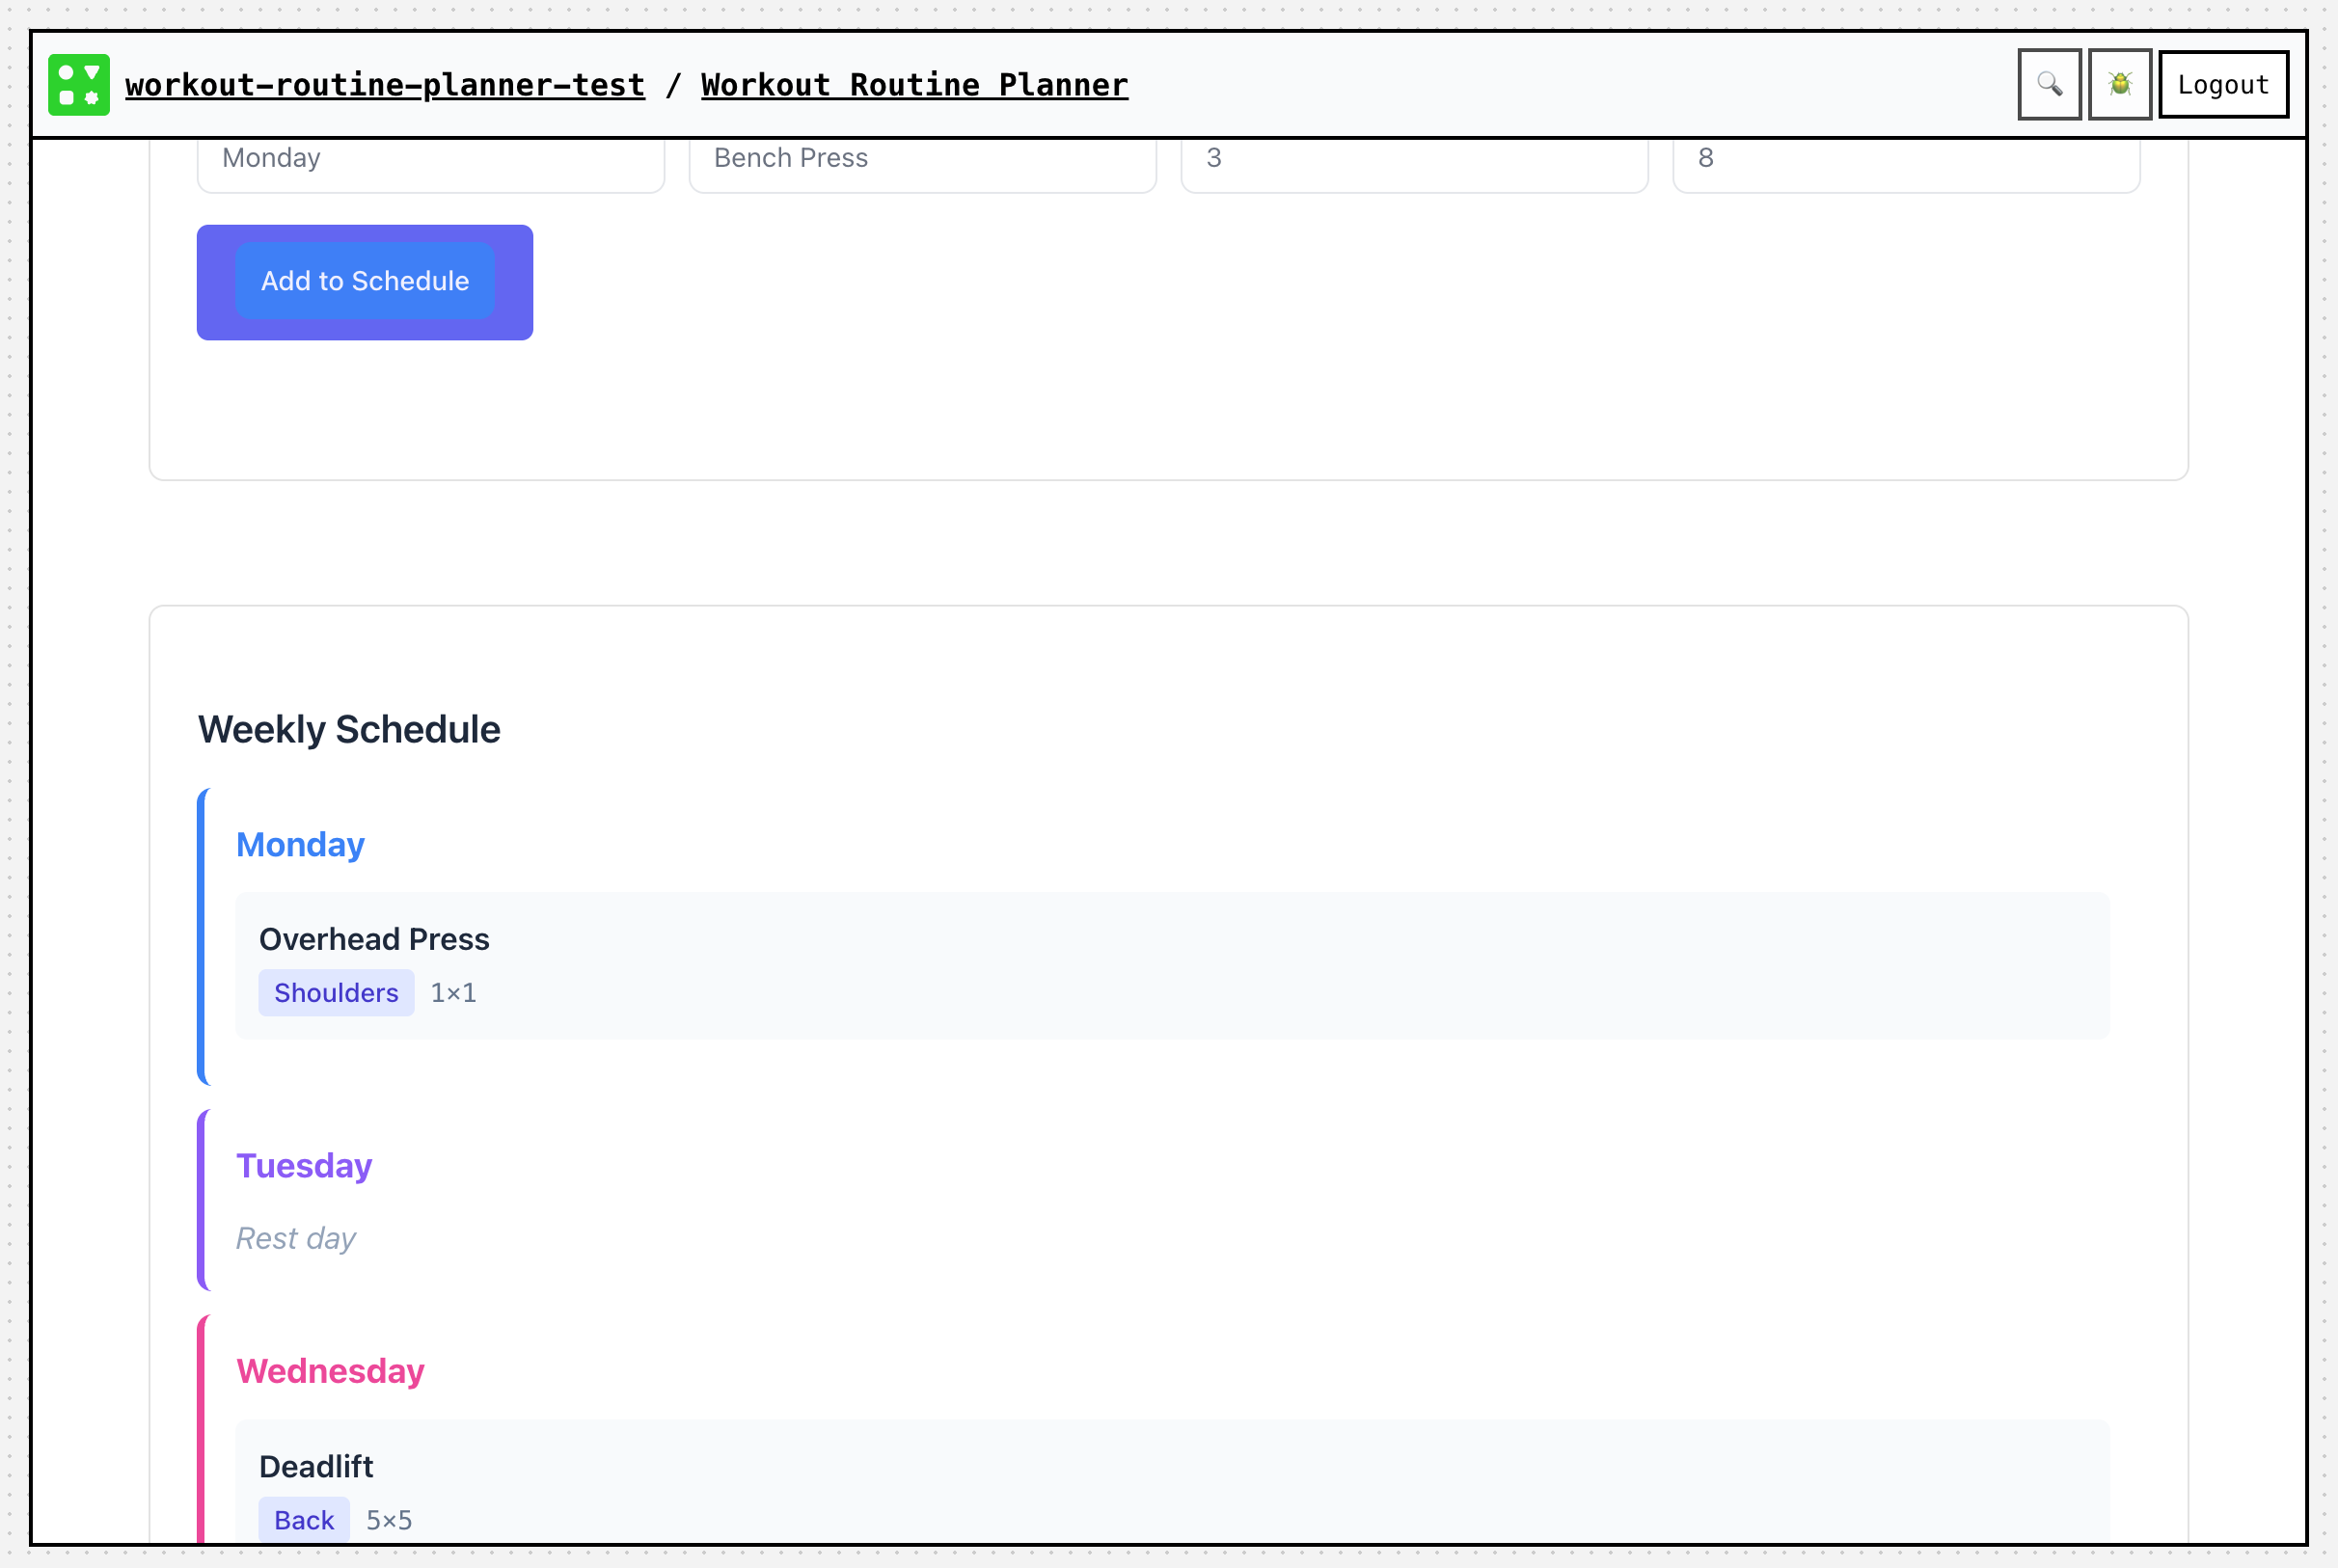 workout-routine-planner-test / Workout Routine Planner
Logout
Monday Bench Press 3 8
Add to Schedule
Weekly Schedule
Monday
Overhead Press
Shoulders 1×1
Tuesday
Rest day
Wednesday
Deadlift
Back 5×5